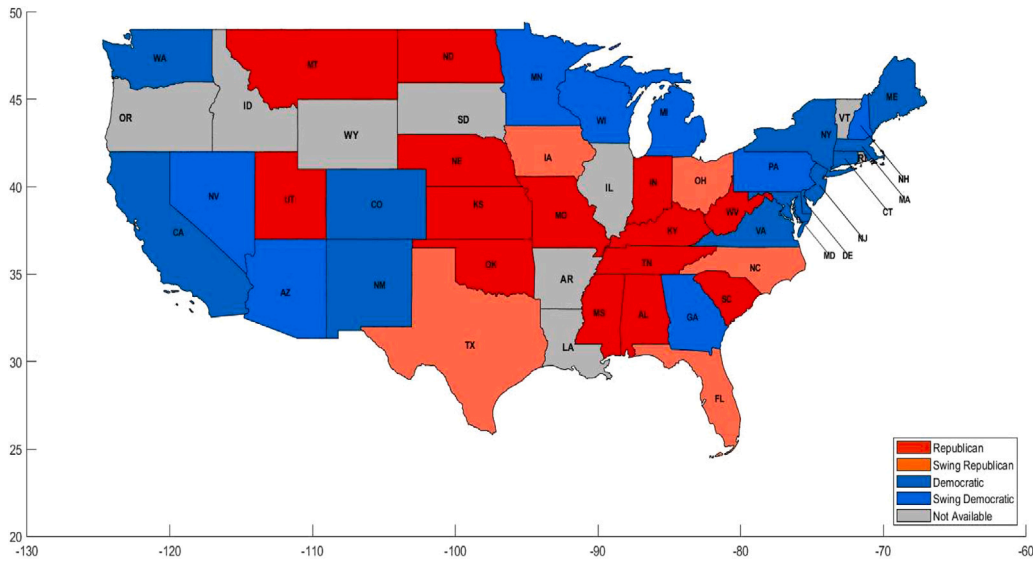 50
45
40
35
30
25
20
-130
-120
-110
-100
-90
-80
-70
-60
WA
MT
ND
MN
ME
OR
ID
WY
SD
WI
MI
NY
VT
NH
MA
RI
CT
NJ
PA
IA
NE
NV
UT
CO
KS
MO
IL
IN
OH
WV
VA
MD
DE
CA
KY
AZ
NM
OK
AR
TN
NC
SC
TX
LA
MS
AL
GA
FL
Republican
Swing Republican
Democratic
Swing Democratic
Not Available